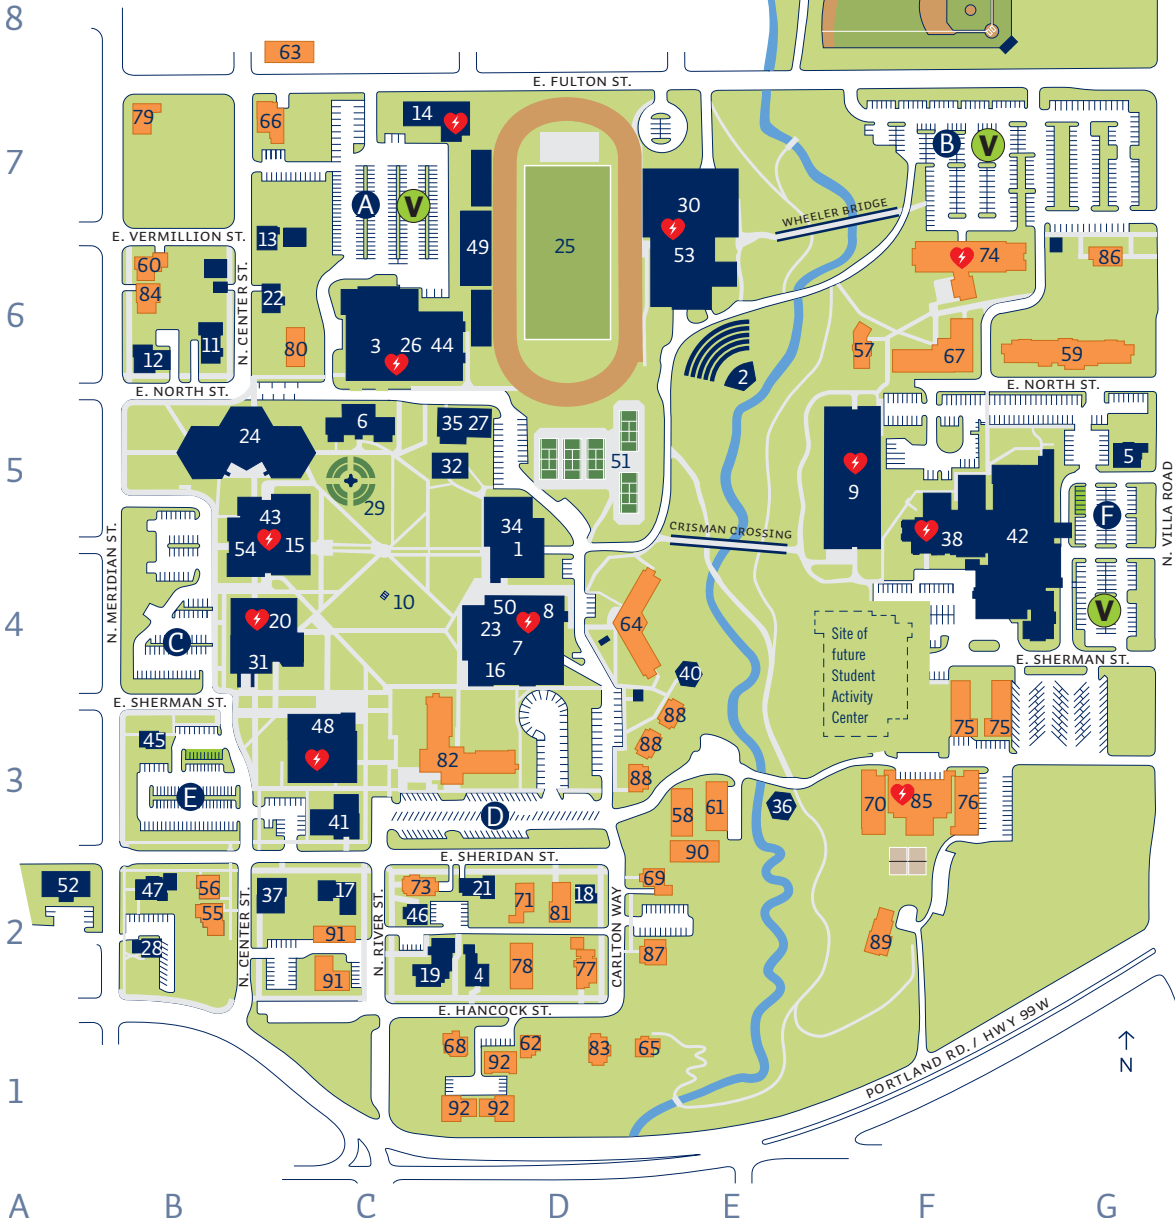 8
63
E. FULTON ST.
79
66
14
B
V
7
A
V
30
WHEELER BRIDGE
E. VERMILLION ST.
13
49
25
53
74
86
60
84
22
N. CENTER ST.
6
11
12
80
3
26
44
2
57
67
59
E. NORTH ST.
E. NORTH ST.
24
6
35
27
32
51
29
5
9
5
N. VILA ROAD
43
54
15
34
1
CRISMAN CROSSING
38
42
F
N. MERIDIAN ST.
10
50
8
23
7
16
64
4
20
31
C
V
Site of
future
Student
Activity
Center
E. SHERMAN ST.
40
E. SHERMAN ST.
45
48
82
88
88
88
75
75
3
E
41
D
58
61
36
70
85
76
90
E. SHERIDAN ST.
52
47
56
55
37
17
73
21
71
81
18
69
46
N. CENTER ST.
N. RIVER ST.
CARLTON WAY
2
28
91
91
19
4
78
77
87
89
E. HANCOCK ST.
68
62
92
83
65
PORTLAND RD. / HWY 99W
N
1
92
92
A
B
C
D
E
F
G